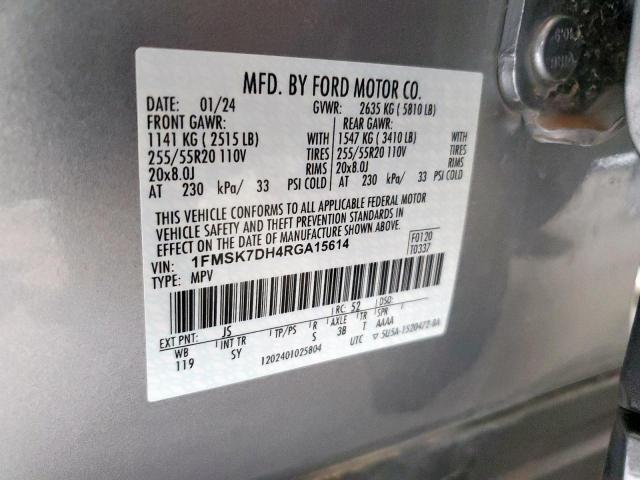 MFD. BY FORD MOTOR CO.
DATE: 01/24 GVWR: 2635 KG ( 5810 LB)
FRONT GAWR: REAR GAWR:
1141 KG ( 2515 LB) WITH 1547 KG ( 3410 LB) WITH
255/55R20 110V TIRES 255/55R20 110V TIRES
20x8.0J RIMS 20x8.0J RIMS
AT 230 kPa/ 33 PSI COLD AT 230 kPa/ 33 PSI COLD
THIS VEHICLE CONFORMS TO ALL APPLICABLE FEDERAL MOTOR
VEHICLE SAFETY AND THEFT PREVENTION STANDARDS IN
EFFECT ON THE DATE OF MANUFACTURE SHOWN ABOVE.
VIN: 1FMSK7DH4RGA15614 F0120
TYPE: MPV T0337
EXT PNT: JS RC: 52 DSO:
WB INT TR TP/PS R AXLE TR SPR
119 SY S 3B T AAAA
1202401025804 UTC